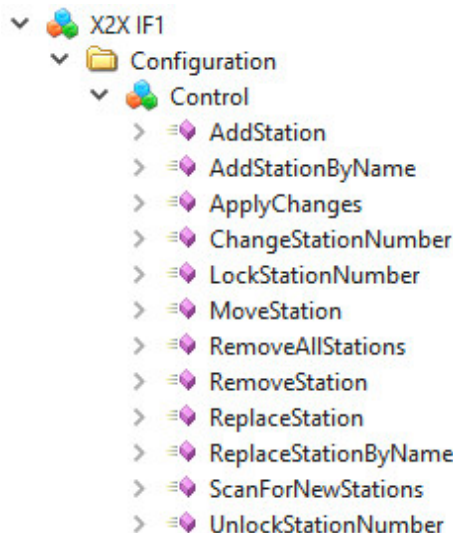 X2X IF1
Configuration
Control
AddStation
AddStationByName
ApplyChanges
ChangeStationNumber
LockStationNumber
MoveStation
RemoveAllStations
RemoveStation
ReplaceStation
ReplaceStationByName
ScanForNewStations
UnlockStationNumber